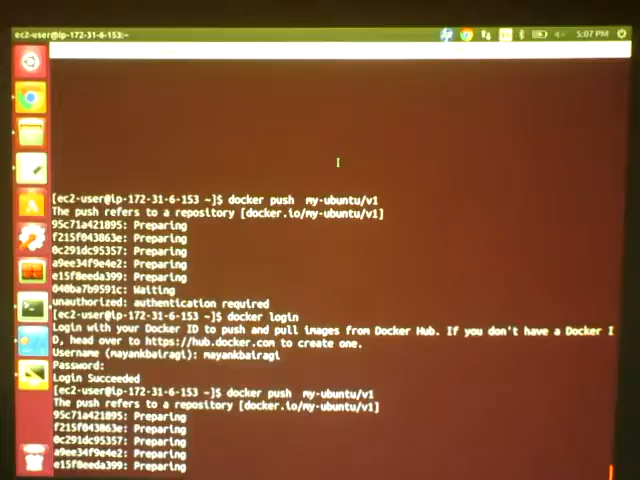 ec2-user@ip-172-31-6-153:~
5:07 PM
[ec2-user@ip-172-31-6-153 ~]$ docker push  my-ubuntu/v1
The push refers to a repository [docker.io/my-ubuntu/v1]
95c71a421895: Preparing
f215f043863e: Preparing
0c291dc95357: Preparing
a9ee34f9e4e2: Preparing
e15f8eeda399: Preparing
040ba7b9591c: Waiting
unauthorized: authentication required
[ec2-user@ip-172-31-6-153 ~]$ docker login
Login with your Docker ID to push and pull images from Docker Hub. If you don't have a Docker I
D, head over to https://hub.docker.com to create one.
Username (mayankbairagi): mayankbairagi
Password:
Login Succeeded
[ec2-user@ip-172-31-6-153 ~]$ docker push  my-ubuntu/v1
The push refers to a repository [docker.io/my-ubuntu/v1]
95c71a421895: Preparing
f215f043863e: Preparing
0c291dc95357: Preparing
a9ee34f9e4e2: Preparing
e15f8eeda399: Preparing